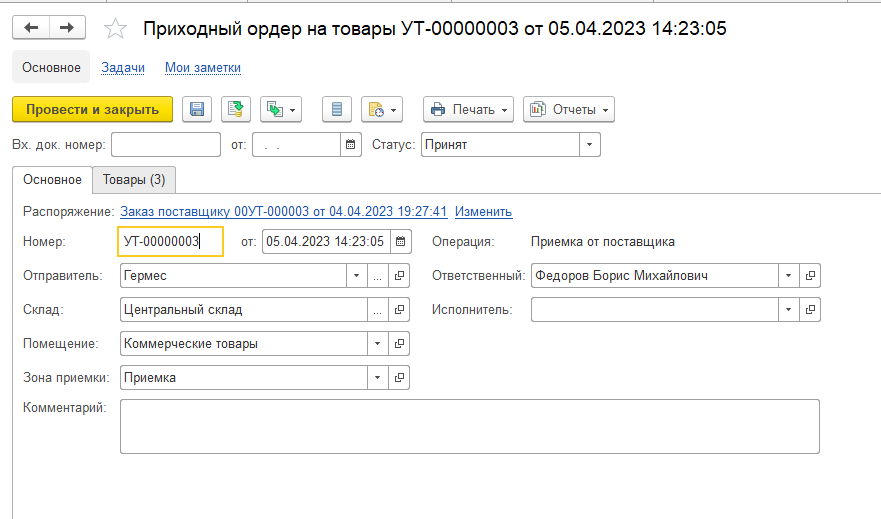 Приходный ордер на товары УТ-00000003 от 05.04.2023 14:23:05
Основное Задачи Мои заметки
Провести и закрыть Печать Отчеты
Вх. док. номер: от: . . Статус: Принят
Основное Товары (3)
Распоряжение: Заказ поставщику 00УТ-000003 от 04.04.2023 19:27:41 Изменить
Номер: УТ-00000003 от: 05.04.2023 14:23:05 Операция: Приемка от поставщика
Отправитель: Гермес ... Ответственный: Федоров Борис Михайлович
Склад: Центральный склад ... Исполнитель:
Помещение: Коммерческие товары
Зона приемки: Приемка
Комментарий: